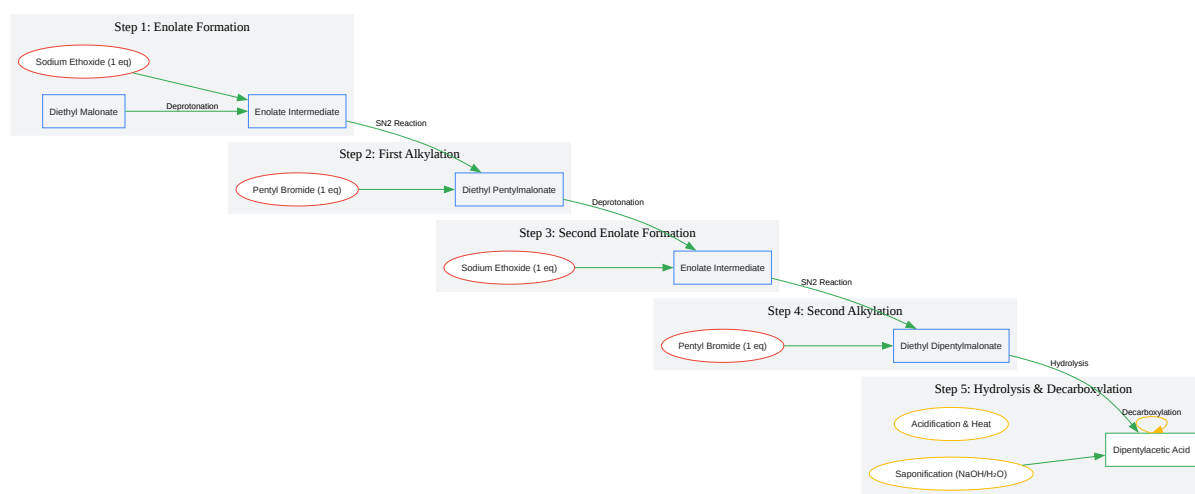 Step 1: Enolate Formation
Sodium Ethoxide (1 eq)
Diethyl Malonate
Deprotonation
Enolate Intermediate
SN2 Reaction
Step 2: First Alkylation
Pentyl Bromide (1 eq)
Diethyl Pentylmalonate
Deprotonation
Step 3: Second Enolate Formation
Sodium Ethoxide (1 eq)
Enolate Intermediate
SN2 Reaction
Step 4: Second Alkylation
Pentyl Bromide (1 eq)
Diethyl Dipentylmalonate
Hydrolysis
Step 5: Hydrolysis & Decarboxylation
Decarboxylation
Acidification & Heat
Dipentylacetic Acid
Saponification (NaOH/H₂O)